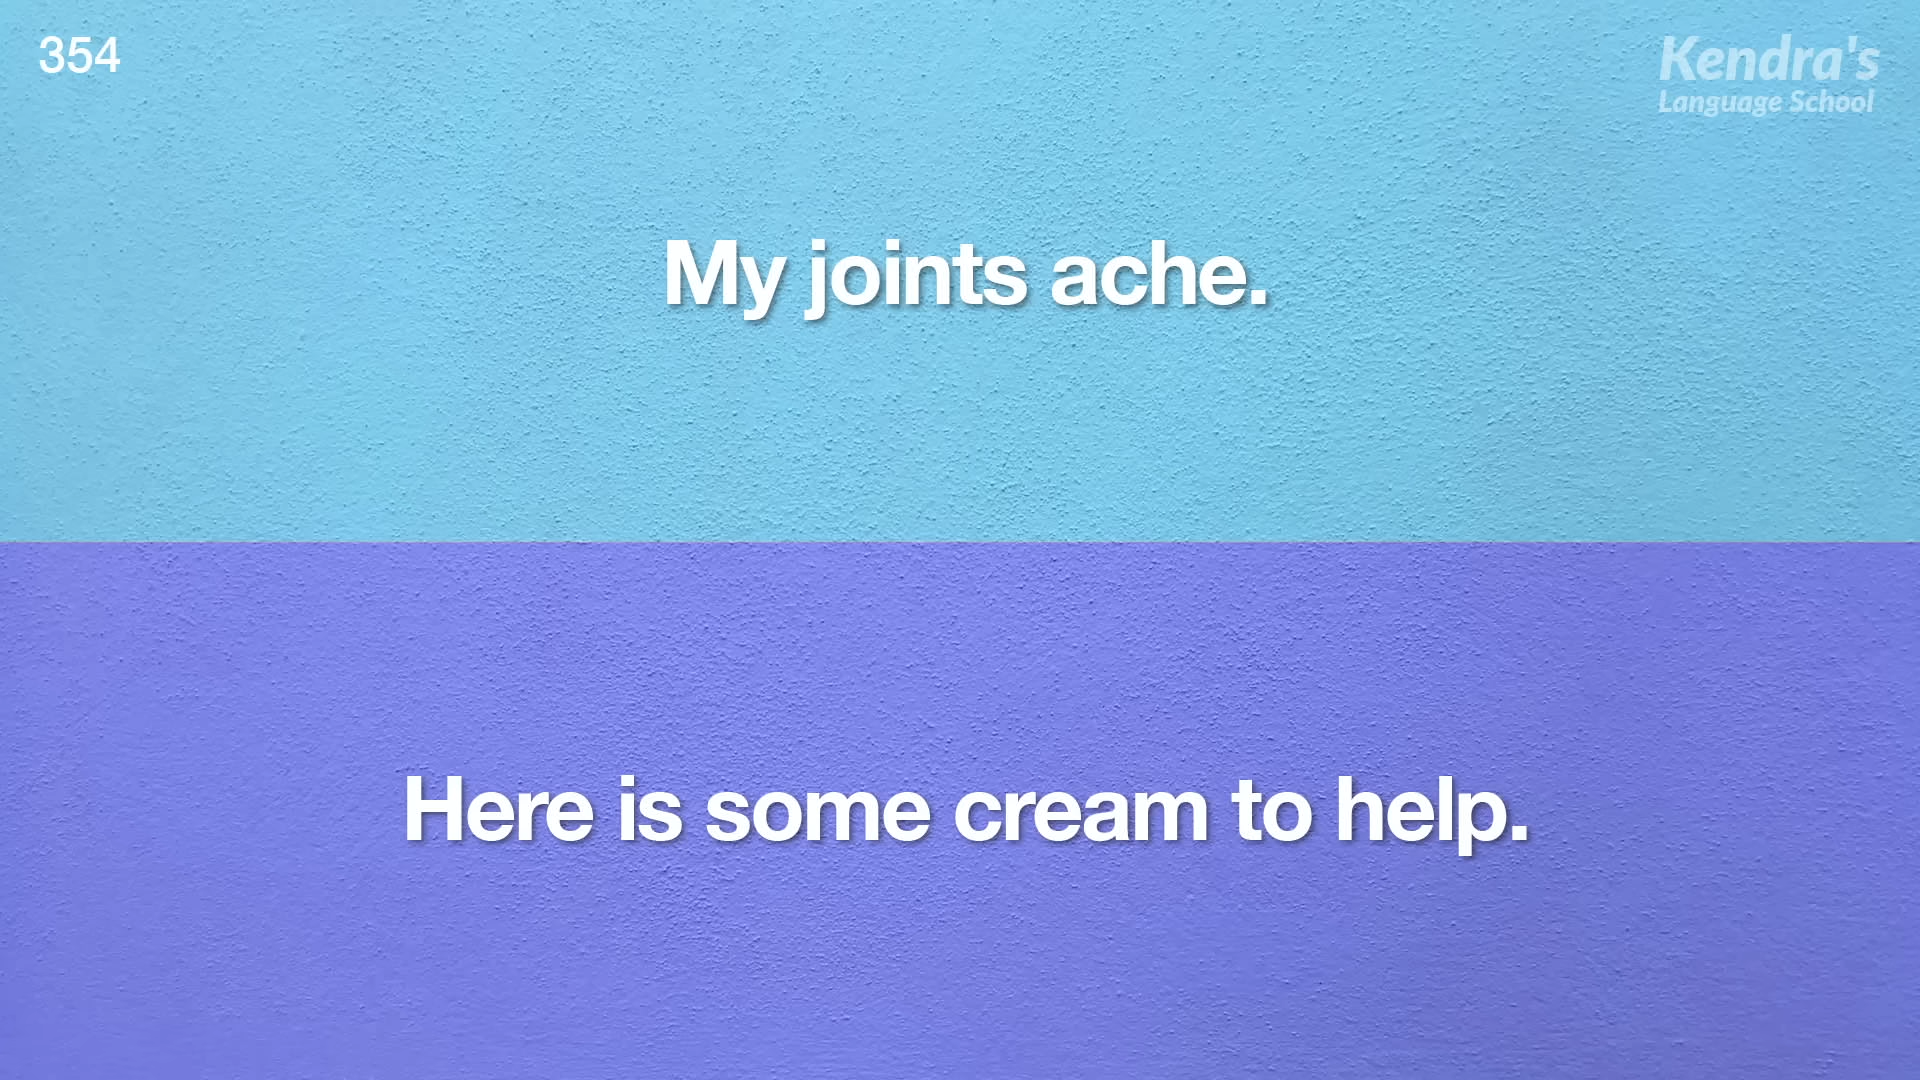 354
Kendra's
Language School
My joints ache.
Here is some cream to help.